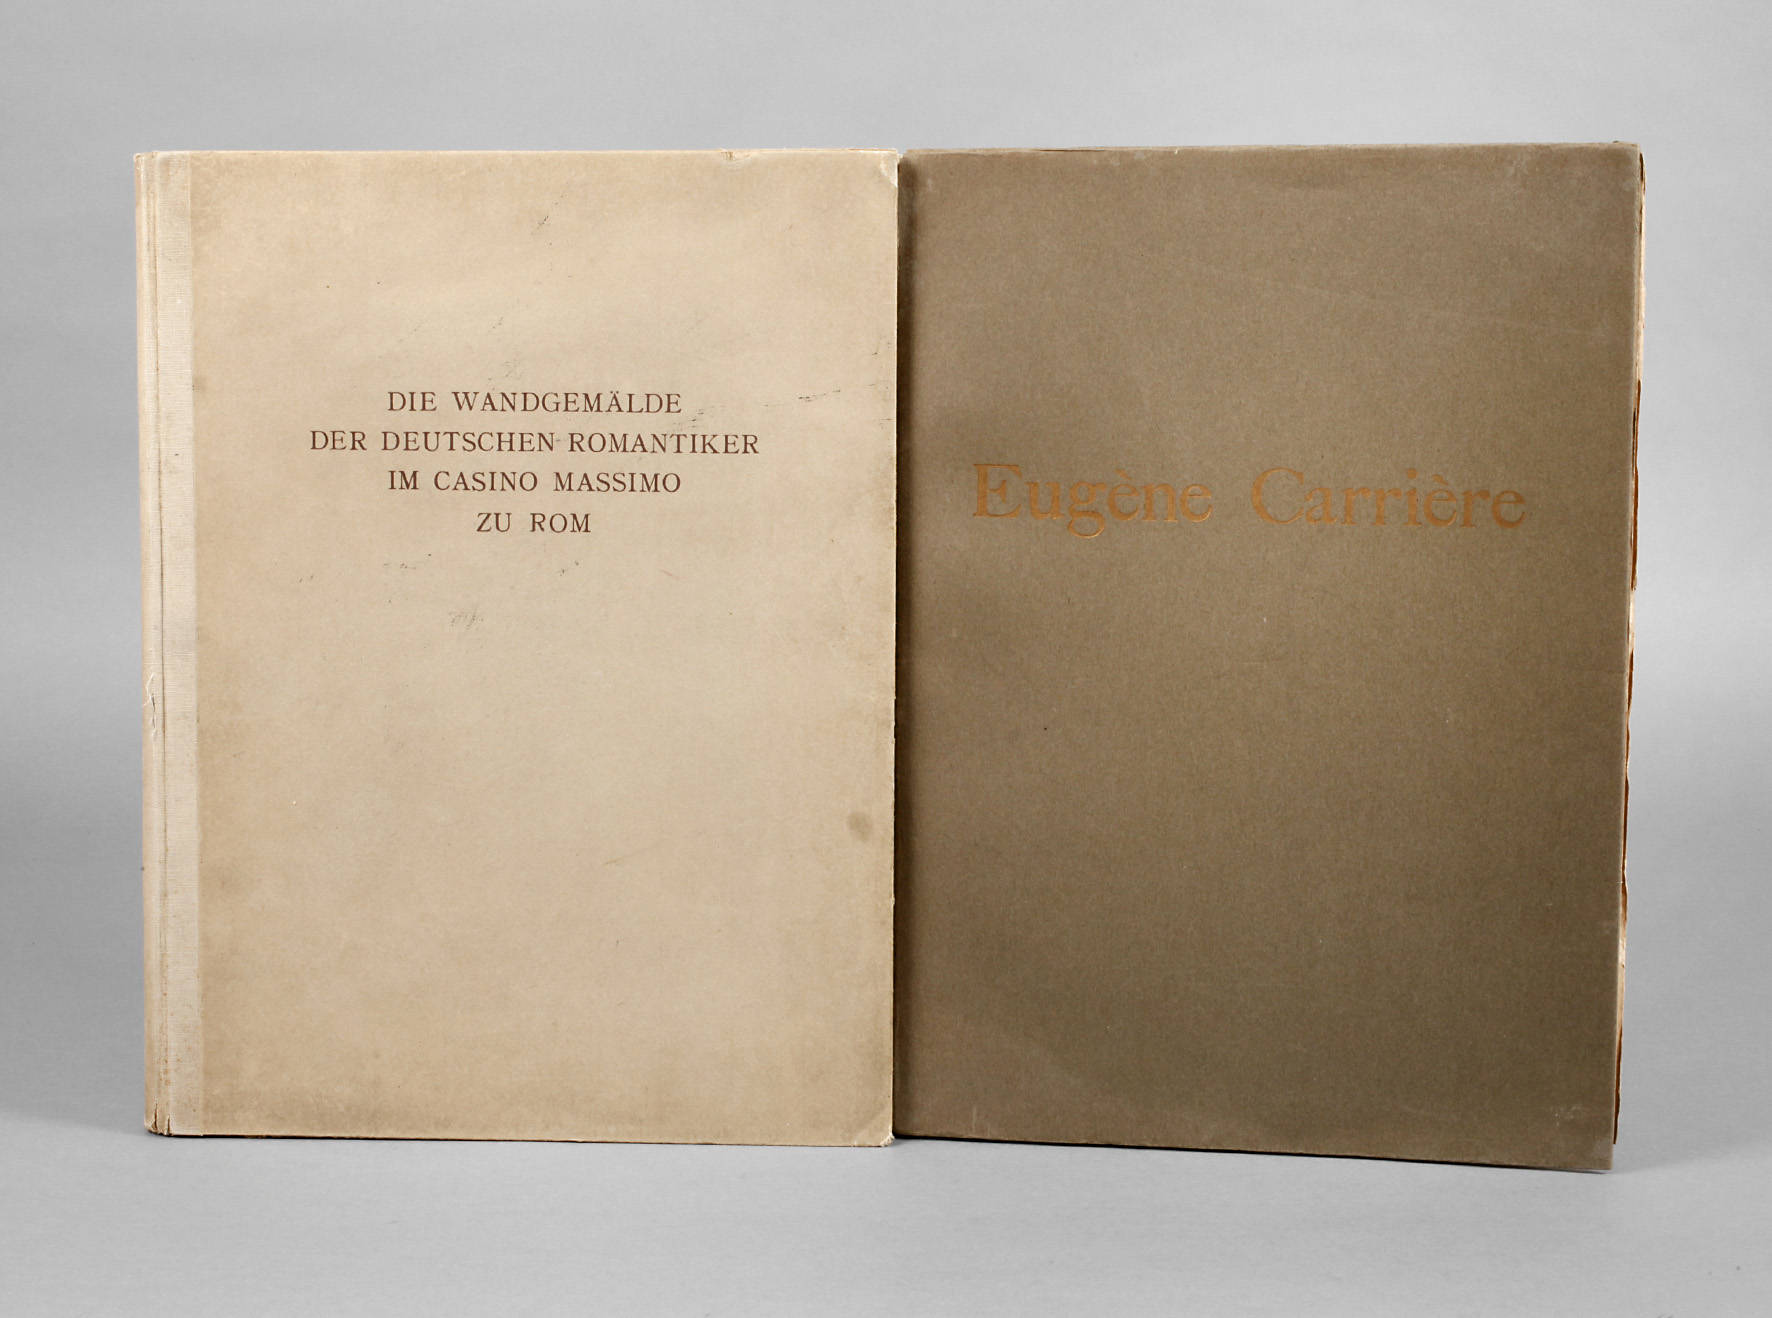 DIE WANDGEMÄLDE
DER DEUTSCHEN ROMANTIKER
IM CASINO MASSIMO
ZU ROM
Eugène Carrière